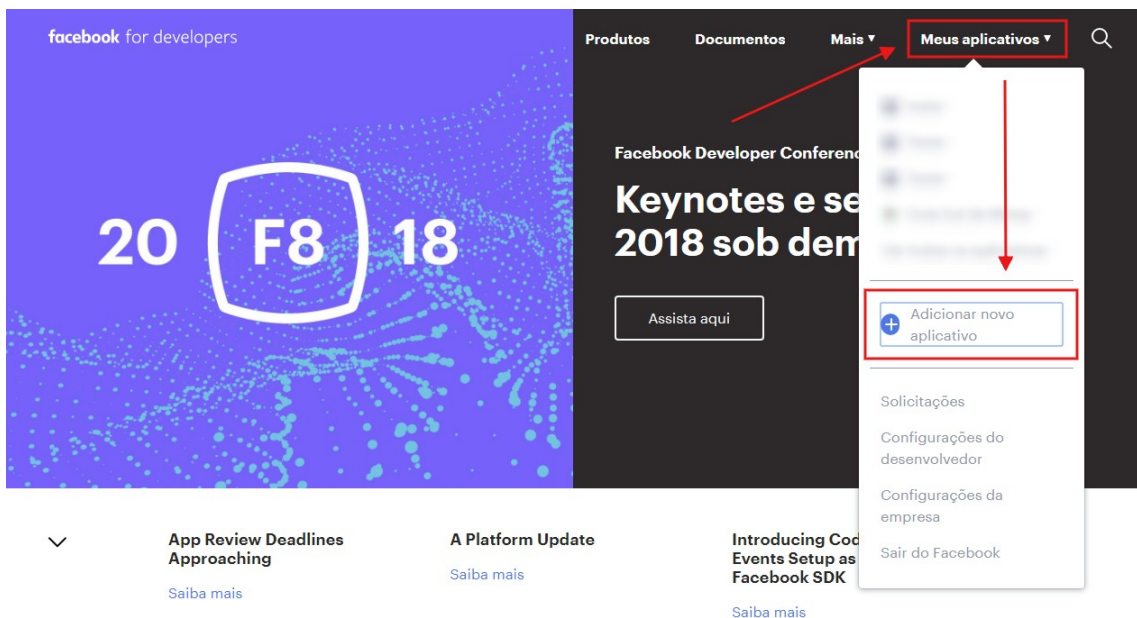 facebook for developers
Produtos
Documentos
Mais ▼
Meus aplicativos ▼
20 F8 18
Facebook Developer Conferenc
Keynotes e se
2018 sob dem
Assista aqui
Adicionar novo
aplicativo
Solicitações
Configurações do
desenvolvedor
Configurações da
empresa
Sair do Facebook
App Review Deadlines
Approaching
Saiba mais
A Platform Update
Saiba mais
Introducing Cod
Events Setup as
Facebook SDK
Saiba mais